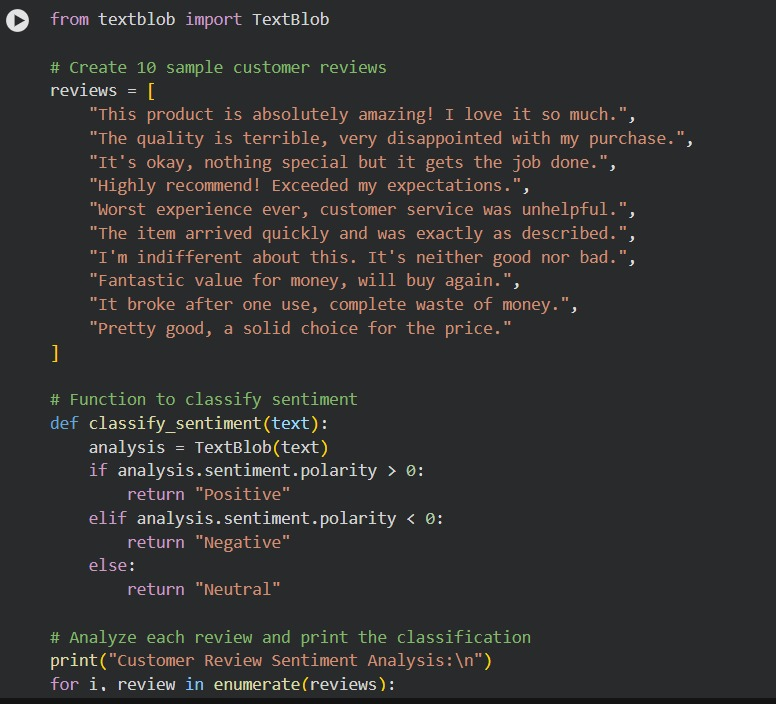 from textblob import TextBlob

# Create 10 sample customer reviews
reviews = [
    "This product is absolutely amazing! I love it so much.",
    "The quality is terrible, very disappointed with my purchase.",
    "It's okay, nothing special but it gets the job done.",
    "Highly recommend! Exceeded my expectations.",
    "Worst experience ever, customer service was unhelpful.",
    "The item arrived quickly and was exactly as described.",
    "I'm indifferent about this. It's neither good nor bad.",
    "Fantastic value for money, will buy again.",
    "It broke after one use, complete waste of money.",
    "Pretty good, a solid choice for the price."
]

# Function to classify sentiment
def classify_sentiment(text):
    analysis = TextBlob(text)
    if analysis.sentiment.polarity > 0:
        return "Positive"
    elif analysis.sentiment.polarity < 0:
        return "Negative"
    else:
        return "Neutral"

# Analyze each review and print the classification
print("Customer Review Sentiment Analysis:\n")
for i, review in enumerate(reviews):